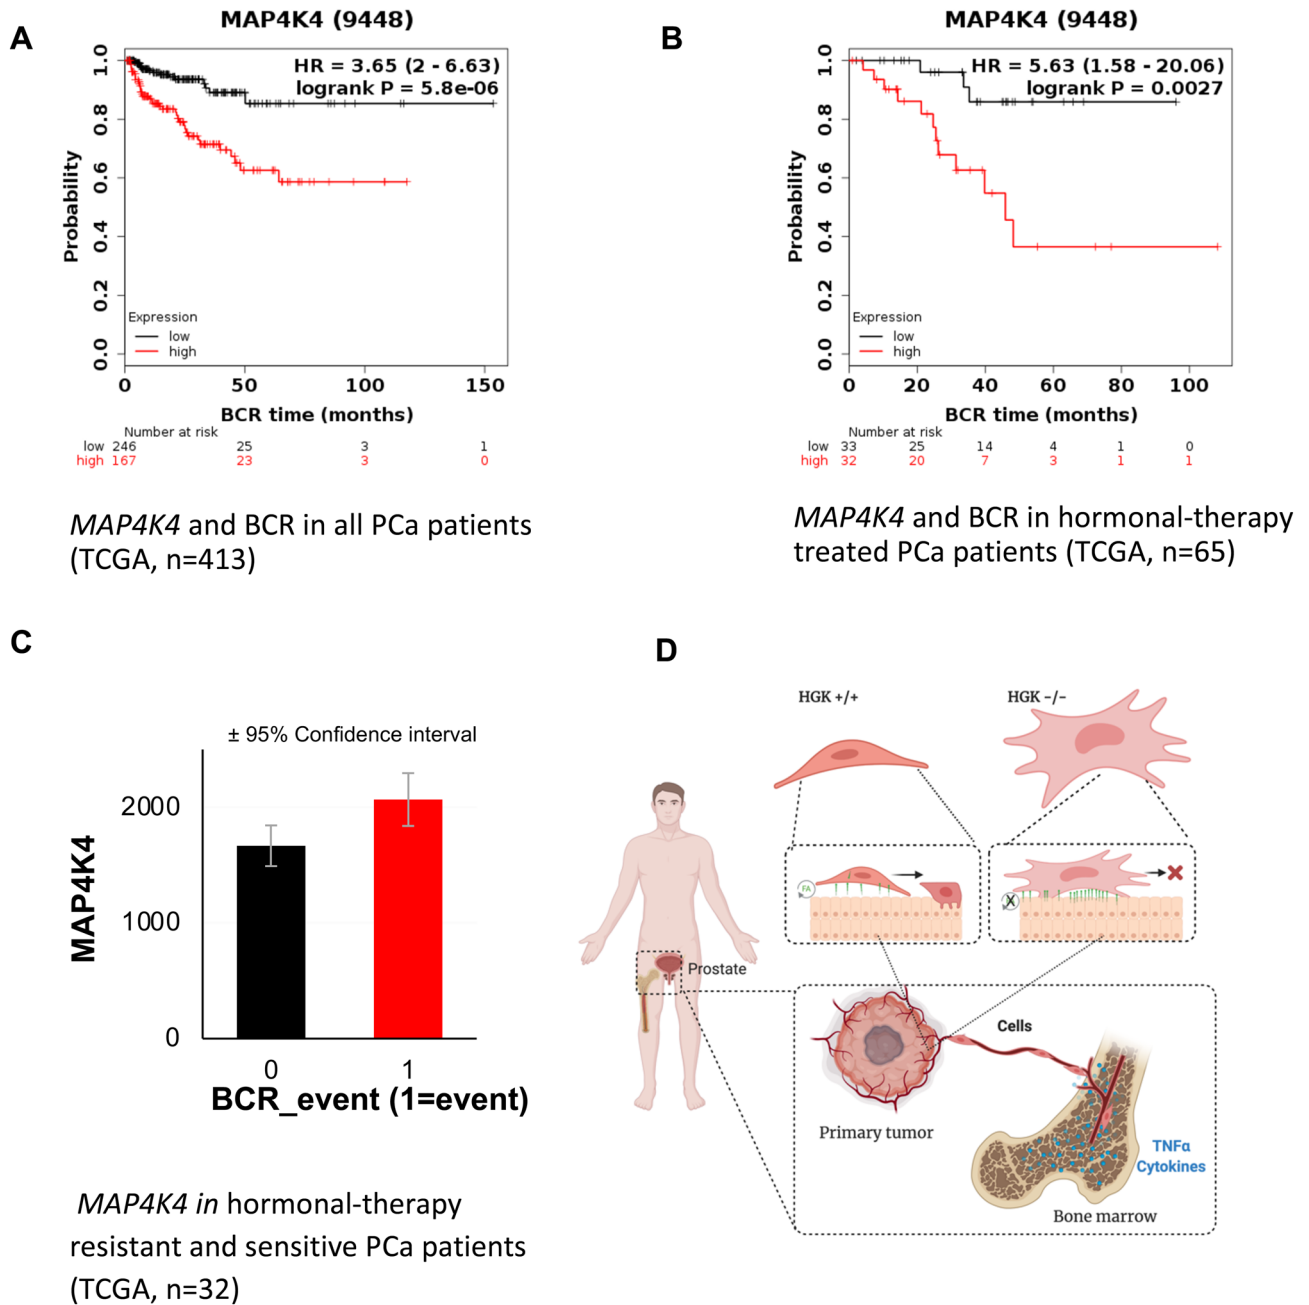 A
MAP4K4 (9448)
HR = 3.65 (2 - 6.63)
logrank P = 5.8e-06
Probability
1.0
0.8
0.6
0.4
0.2
0.0
Expression
low
high
0 50 100 150
BCR time (months)
Number at risk
low 246 25 3 1
high 167 23 3 0
MAP4K4 and BCR in all PCa patients
(TCGA, n=413)
B
MAP4K4 (9448)
HR = 5.63 (1.58 - 20.06)
logrank P = 0.0027
Probability
1.0
0.8
0.6
0.4
0.2
0.0
Expression
low
high
0 20 40 60 80 100
BCR time (months)
Number at risk
low 33 25 14 4 1 0
high 32 20 7 3 1 1
MAP4K4 and BCR in hormonal-therapy
treated PCa patients (TCGA, n=65)
C
± 95% Confidence interval
MAP4K4
2000
1000
0
0 1
BCR_event (1=event)
MAP4K4 in hormonal-therapy
resistant and sensitive PCa patients
(TCGA, n=32)
D
HGK +/+
HGK −/−
FA
X
Prostate
Cells
Primary tumor
TNFα
Cytokines
Bone marrow